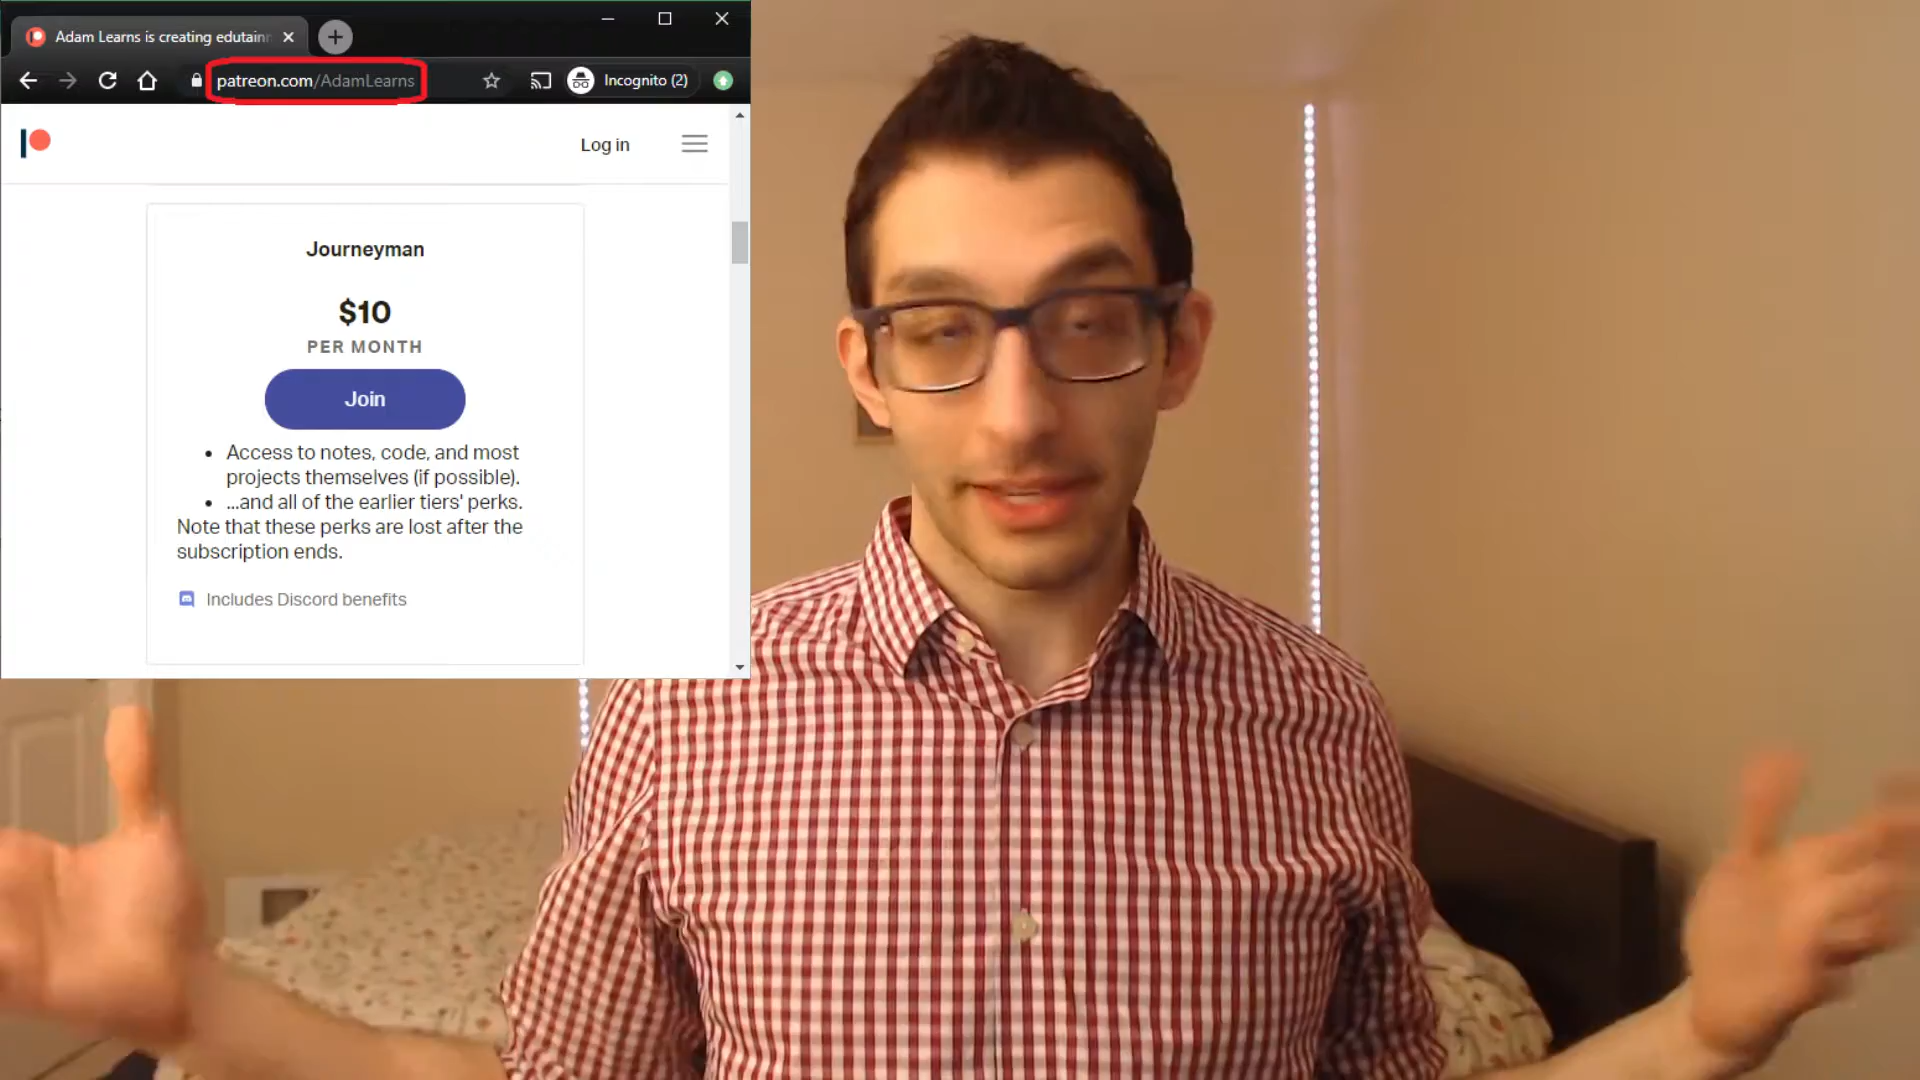 Adam Learns is creating edutain
patreon.com/AdamLearns
Incognito (2)
Log in
Journeyman
$10
PER MONTH
Join
• Access to notes, code, and most
projects themselves (if possible).
• ...and all of the earlier tiers' perks.
Note that these perks are lost after the
subscription ends.
Includes Discord benefits